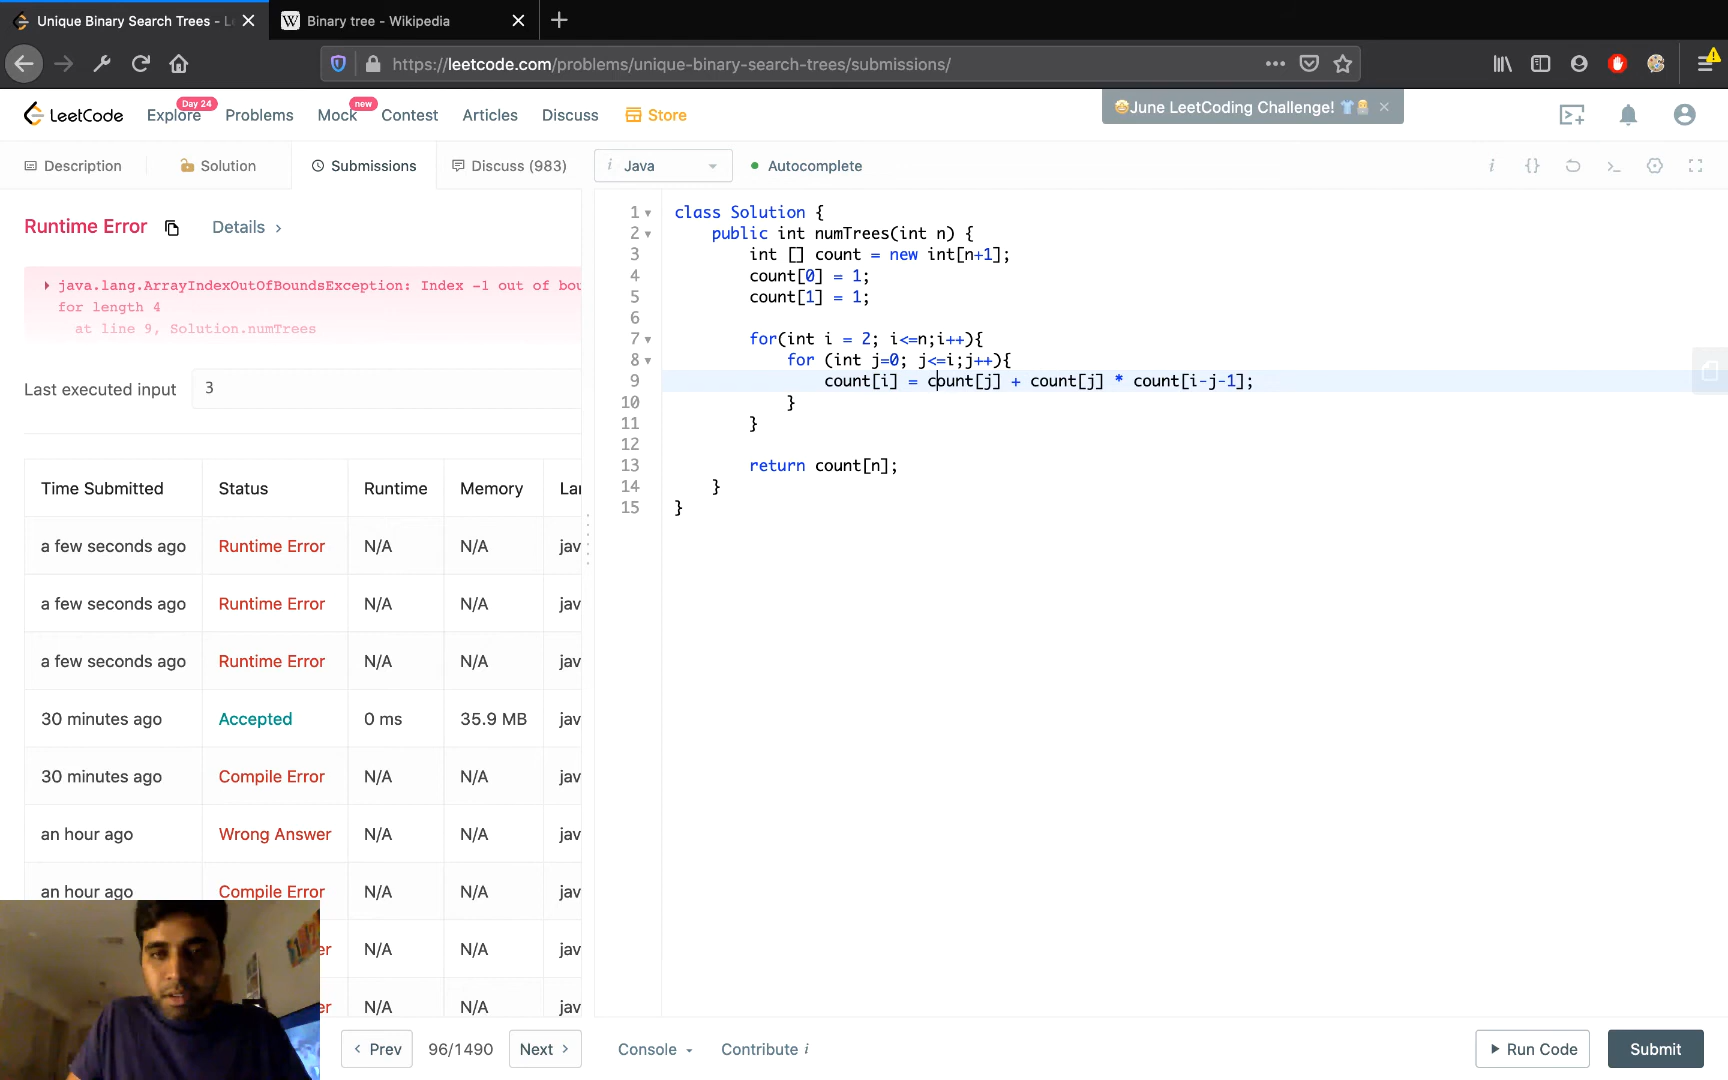 Unique Binary Search Trees - L
Binary tree - Wikipedia
https://leetcode.com/problems/unique-binary-search-trees/submissions/
LeetCode
Explore
Day 24
Problems
Mock
new
Contest
Articles
Discuss
Store
😀June LeetCoding Challenge!
Description
Solution
Submissions
Discuss (983)
i Java
Autocomplete
Runtime Error
Details
java.lang.ArrayIndexOutOfBoundsException: Index -1 out of bou
for length 4
at line 9, Solution.numTrees
Last executed input
3
Time Submitted Status Runtime Memory Lan
a few seconds ago Runtime Error N/A N/A jav
a few seconds ago Runtime Error N/A N/A jav
a few seconds ago Runtime Error N/A N/A jav
30 minutes ago Accepted 0 ms 35.9 MB jav
30 minutes ago Compile Error N/A N/A jav
an hour ago Wrong Answer N/A N/A jav
an hour ago Compile Error N/A N/A jav
er N/A N/A jav
er N/A N/A jav
1 class Solution {
2 public int numTrees(int n) {
3 int [] count = new int[n+1];
4 count[0] = 1;
5 count[1] = 1;
6
7 for(int i = 2; i<=n;i++){
8 for (int j=0; j<=i;j++){
9 count[i] = count[j] + count[j] * count[i-j-1];
10 }
11 }
12
13 return count[n];
14 }
15 }
Prev
96/1490
Next
Console
Contribute i
Run Code
Submit